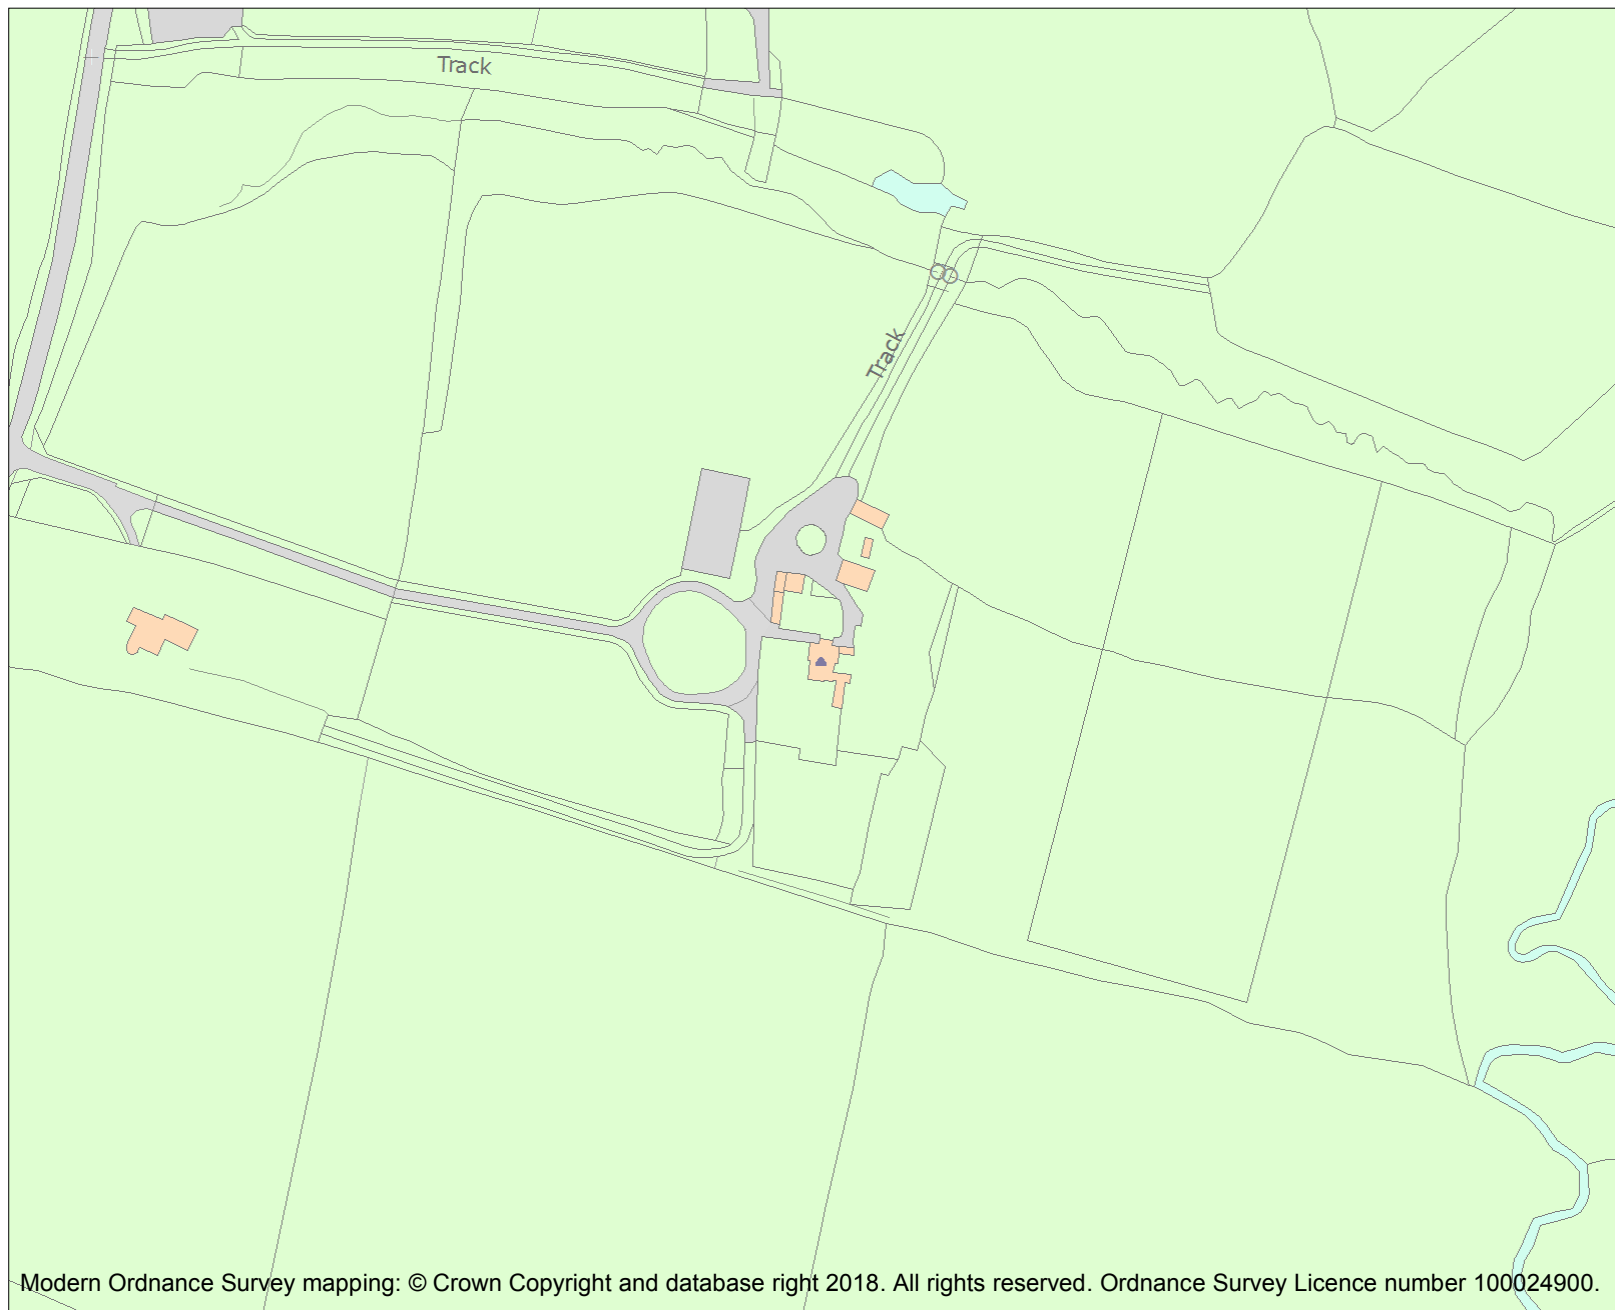 Track
Track
Modern Ordnance Survey mapping: © Crown Copyright and database right 2018. All rights reserved. Ordnance Survey Licence number 100024900.